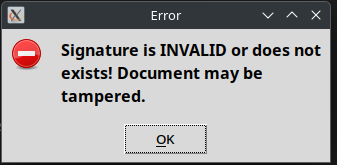 Error
Signature is INVALID or does not
exists! Document may be
tampered.
OK